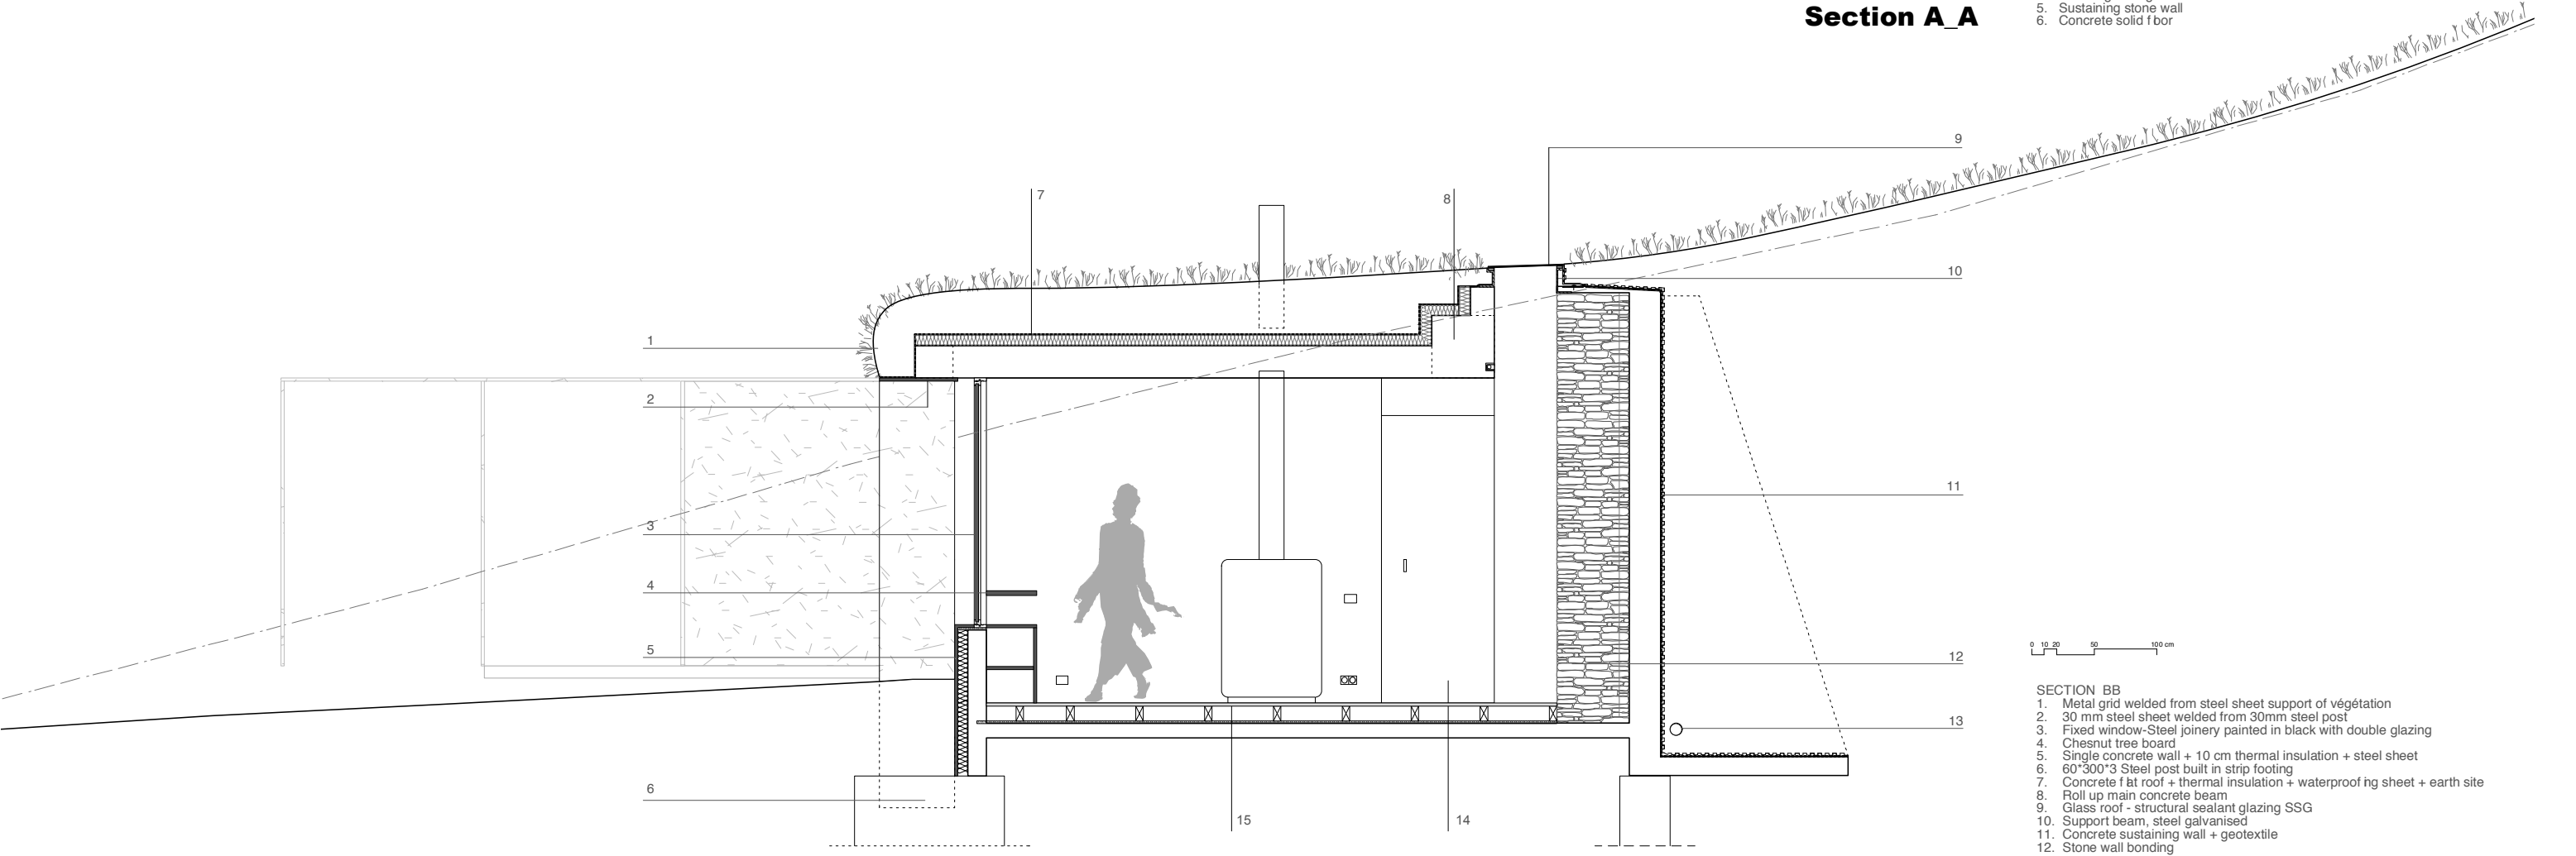 Section A_A
5. Sustaining stone wall
6. Concrete solid fbor
9
7
8
10
1
2
11
3
4
5
12
0 10 20 50 100 cm
13
6
15
14
SECTION BB
1. Metal grid welded from steel sheet support of végétation
2. 30 mm steel sheet welded from 30mm steel post
3. Fixed window-Steel joinery painted in black with double glazing
4. Chesnut tree board
5. Single concrete wall + 10 cm thermal insulation + steel sheet
6. 60*300*3 Steel post built in strip footing
7. Concrete flat roof + thermal insulation + waterproofing sheet + earth site
8. Roll up main concrete beam
9. Glass roof - structural sealant glazing SSG
10. Support beam, steel galvanised
11. Concrete sustaining wall + geotextile
12. Stone wall bonding